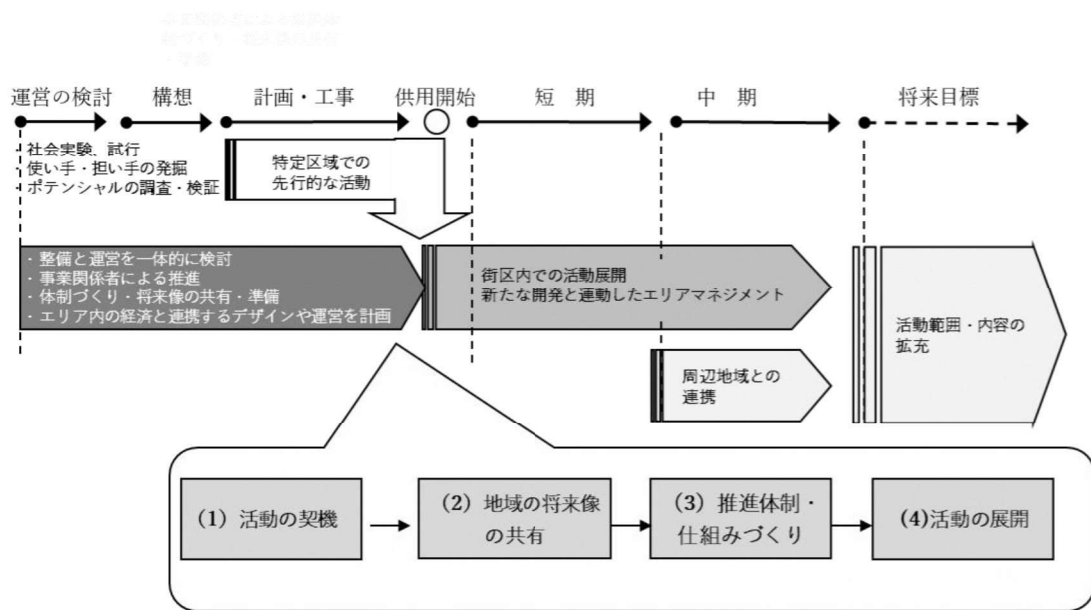 運営の検討
構想
計画・工事
供用開始
短 期
中 期
将来目標
・社会実験、試行
・使い手・担い手の発掘
・ポテンシャルの調査・検証
特定区域での
先行的な活動
・整備と運営を一体的に検討
・事業関係者による推進
・体制づくり・将来像の共有・準備
・エリア内の経済と連携するデザインや運営を計画
街区内での活動展開
新たな開発と連動したエリアマネジメント
周辺地域との
連携
活動範囲・内容の
拡充
(1) 活動の契機
(2) 地域の将来像
の共有
(3) 推進体制・
仕組みづくり
(4)活動の展開